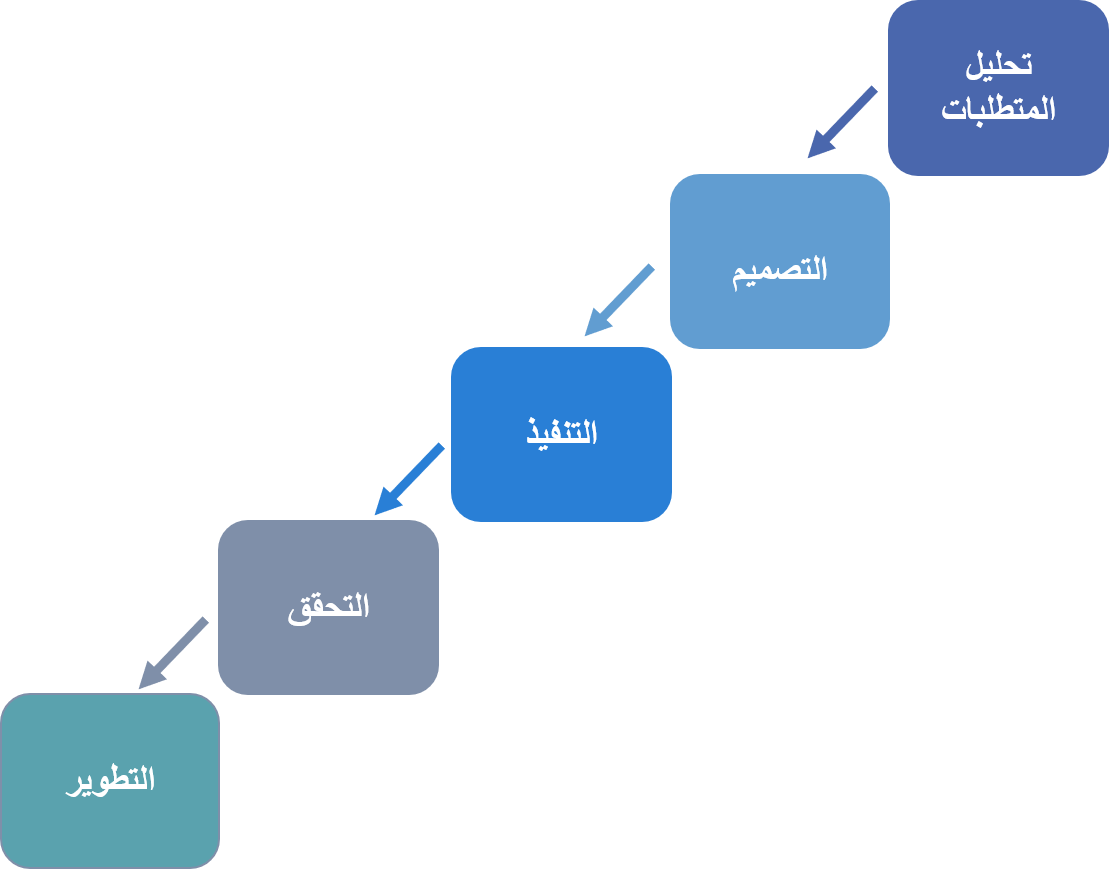 تحليل
المتطلبات
التصميم
التنفيذ
التحقق
التطوير